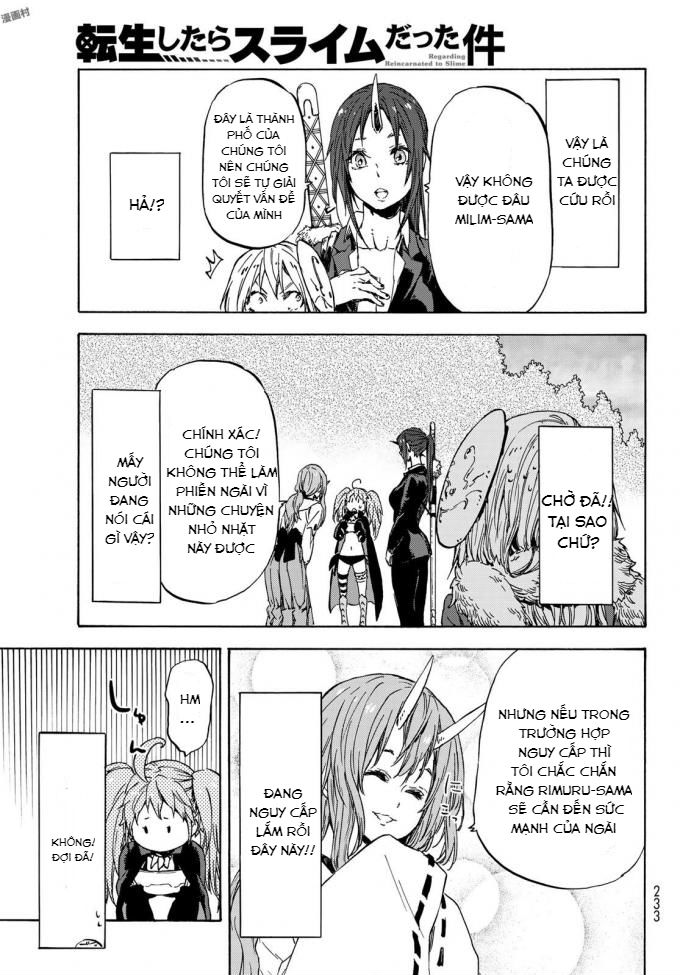 漫画村
転生したらスライムだった件
Regarding
Reincarnated to Slime
VẬY LÀ
CHÚNG
TA ĐƯỢC
CỨU RỒI
VẬY KHÔNG
ĐƯỢC ĐÂU
MILIM-SAMA
ĐÂY LÀ THÀNH
PHỐ CỦA
CHÚNG TÔI
NÊN CHÚNG
TÔI SẼ TỰ GIẢI
QUYẾT VẤN ĐỀ
CỦA MÌNH
HẢ!?
CHỜ ĐÃ!!
TẠI SAO
CHỨ?
CHÍNH XÁC!
CHÚNG TÔI
KHÔNG THỂ LÀM
PHIỀN NGÀI VÌ
NHỮNG CHUYỆN
NHỎ NHẶT
NÀY ĐƯỢC
MẤY
NGƯỜI
ĐANG
NÓI CÁI
GÌ VẬY?
NHƯNG NẾU TRONG
TRƯỜNG HỢP
NGUY CẤP THÌ
TÔI CHẮC CHẮN
RẰNG RIMURU-SAMA
SẼ CẦN ĐẾN SỨC
MẠNH CỦA NGÀI
ĐANG
NGUY CẤP
LẮM RỒI
ĐÂY NÀY!!
HM
...
しゅん
KHÔNG!
ĐỢI ĐÃ!
233